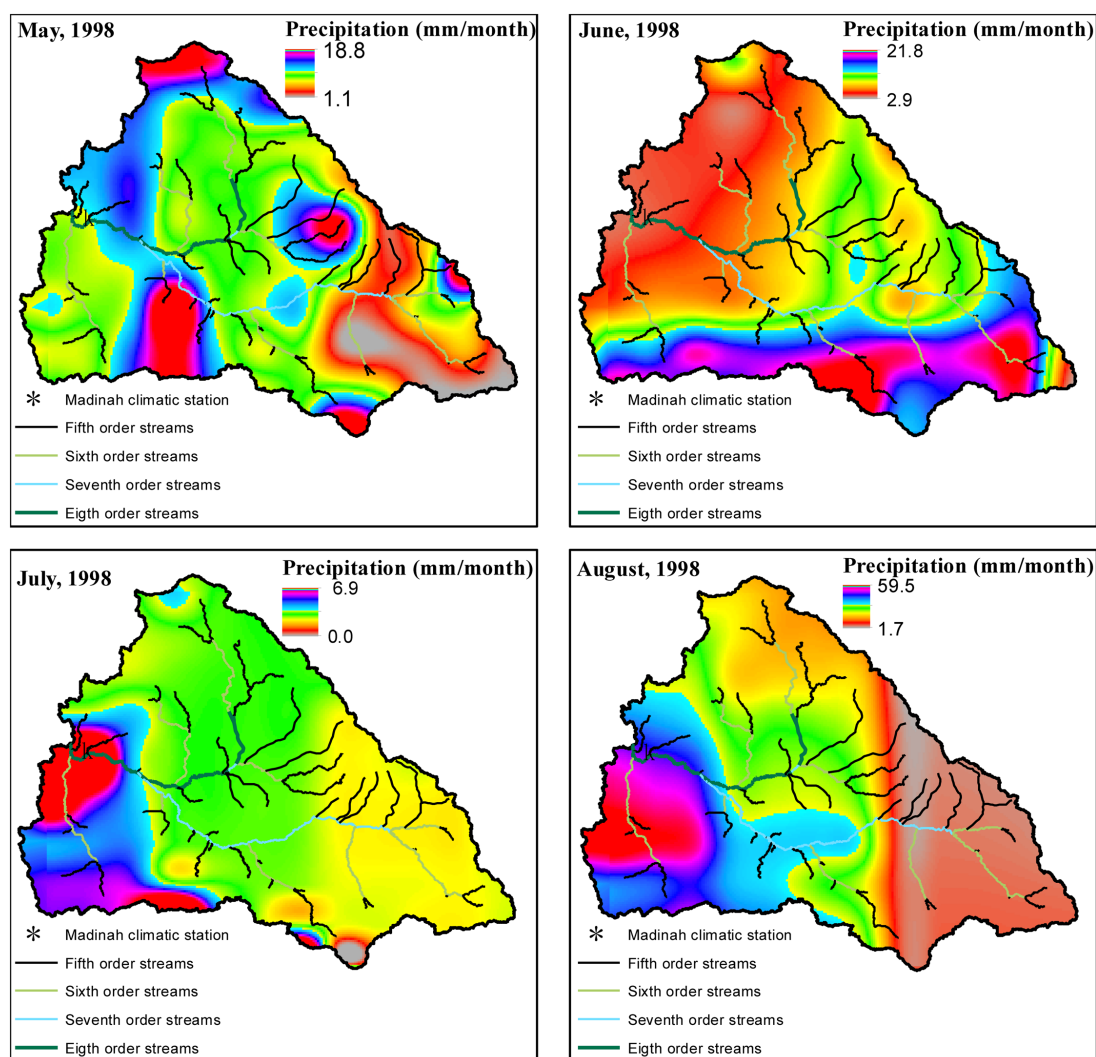 May, 1998
Precipitation (mm/month)
18.8
1.1
* Madinah climatic station
Fifth order streams
Sixth order streams
Seventh order streams
Eigth order streams
June, 1998
Precipitation (mm/month)
21.8
2.9
* Madinah climatic station
Fifth order streams
Sixth order streams
Seventh order streams
Eigth order streams
July, 1998
Precipitation (mm/month)
6.9
0.0
* Madinah climatic station
Fifth order streams
Sixth order streams
Seventh order streams
Eigth order streams
August, 1998
Precipitation (mm/month)
59.5
1.7
* Madinah climatic station
Fifth order streams
Sixth order streams
Seventh order streams
Eigth order streams